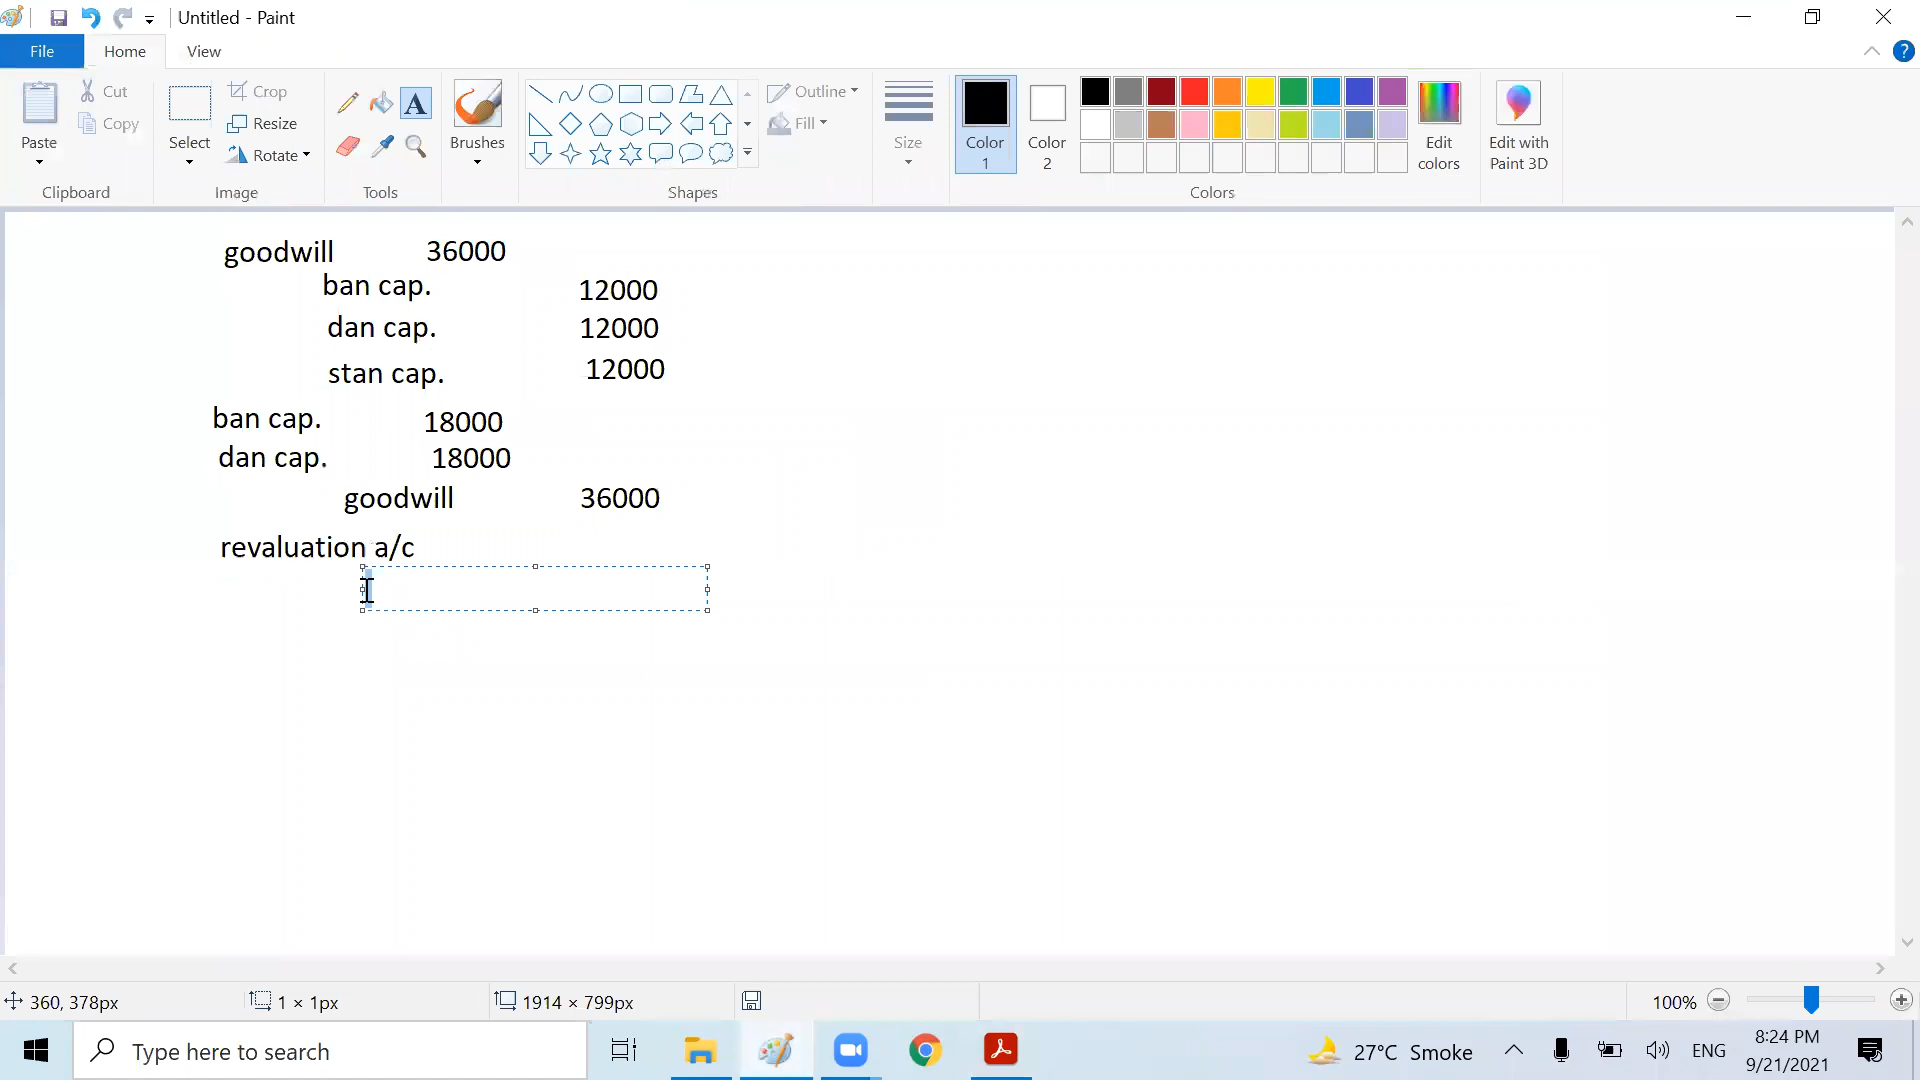 Untitled - Paint
File Home View
Paste Cut Copy Clipboard
Select Crop Resize Rotate Image
Tools
Brushes
Shapes
Outline Fill
Size
Color 1 Color 2
Edit colors
Colors
Edit with Paint 3D
goodwill 36000
ban cap. 12000
dan cap. 12000
stan cap. 12000
ban cap. 18000
dan cap. 18000
goodwill 36000
revaluation a/c
360, 378px 1 × 1px 1914 × 799px 100%
Type here to search 27°C Smoke ENG 8:24 PM
9/21/2021